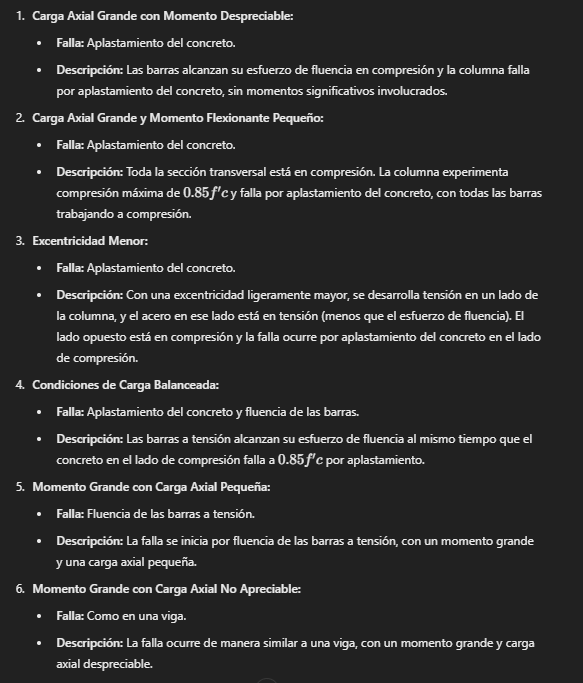 1. Carga Axial Grande con Momento Despreciable:
• Falla: Aplastamiento del concreto.
• Descripción: Las barras alcanzan su esfuerzo de fluencia en compresión y la columna falla
por aplastamiento del concreto, sin momentos significativos involucrados.
2. Carga Axial Grande y Momento Flexionante Pequeño:
• Falla: Aplastamiento del concreto.
• Descripción: Toda la sección transversal está en compresión. La columna experimenta
compresión máxima de 0.85f′c y falla por aplastamiento del concreto, con todas las barras
trabajando a compresión.
3. Excentricidad Menor:
• Falla: Aplastamiento del concreto.
• Descripción: Con una excentricidad ligeramente mayor, se desarrolla tensión en un lado de
la columna, y el acero en ese lado está en tensión (menos que el esfuerzo de fluencia). El
lado opuesto está en compresión y la falla ocurre por aplastamiento del concreto en el lado
de compresión.
4. Condiciones de Carga Balanceada:
• Falla: Aplastamiento del concreto y fluencia de las barras.
• Descripción: Las barras a tensión alcanzan su esfuerzo de fluencia al mismo tiempo que el
concreto en el lado de compresión falla a 0.85f′c por aplastamiento.
5. Momento Grande con Carga Axial Pequeña:
• Falla: Fluencia de las barras a tensión.
• Descripción: La falla se inicia por fluencia de las barras a tensión, con un momento grande
y una carga axial pequeña.
6. Momento Grande con Carga Axial No Apreciable:
• Falla: Como en una viga.
• Descripción: La falla ocurre de manera similar a una viga, con un momento grande y carga
axial despreciable.